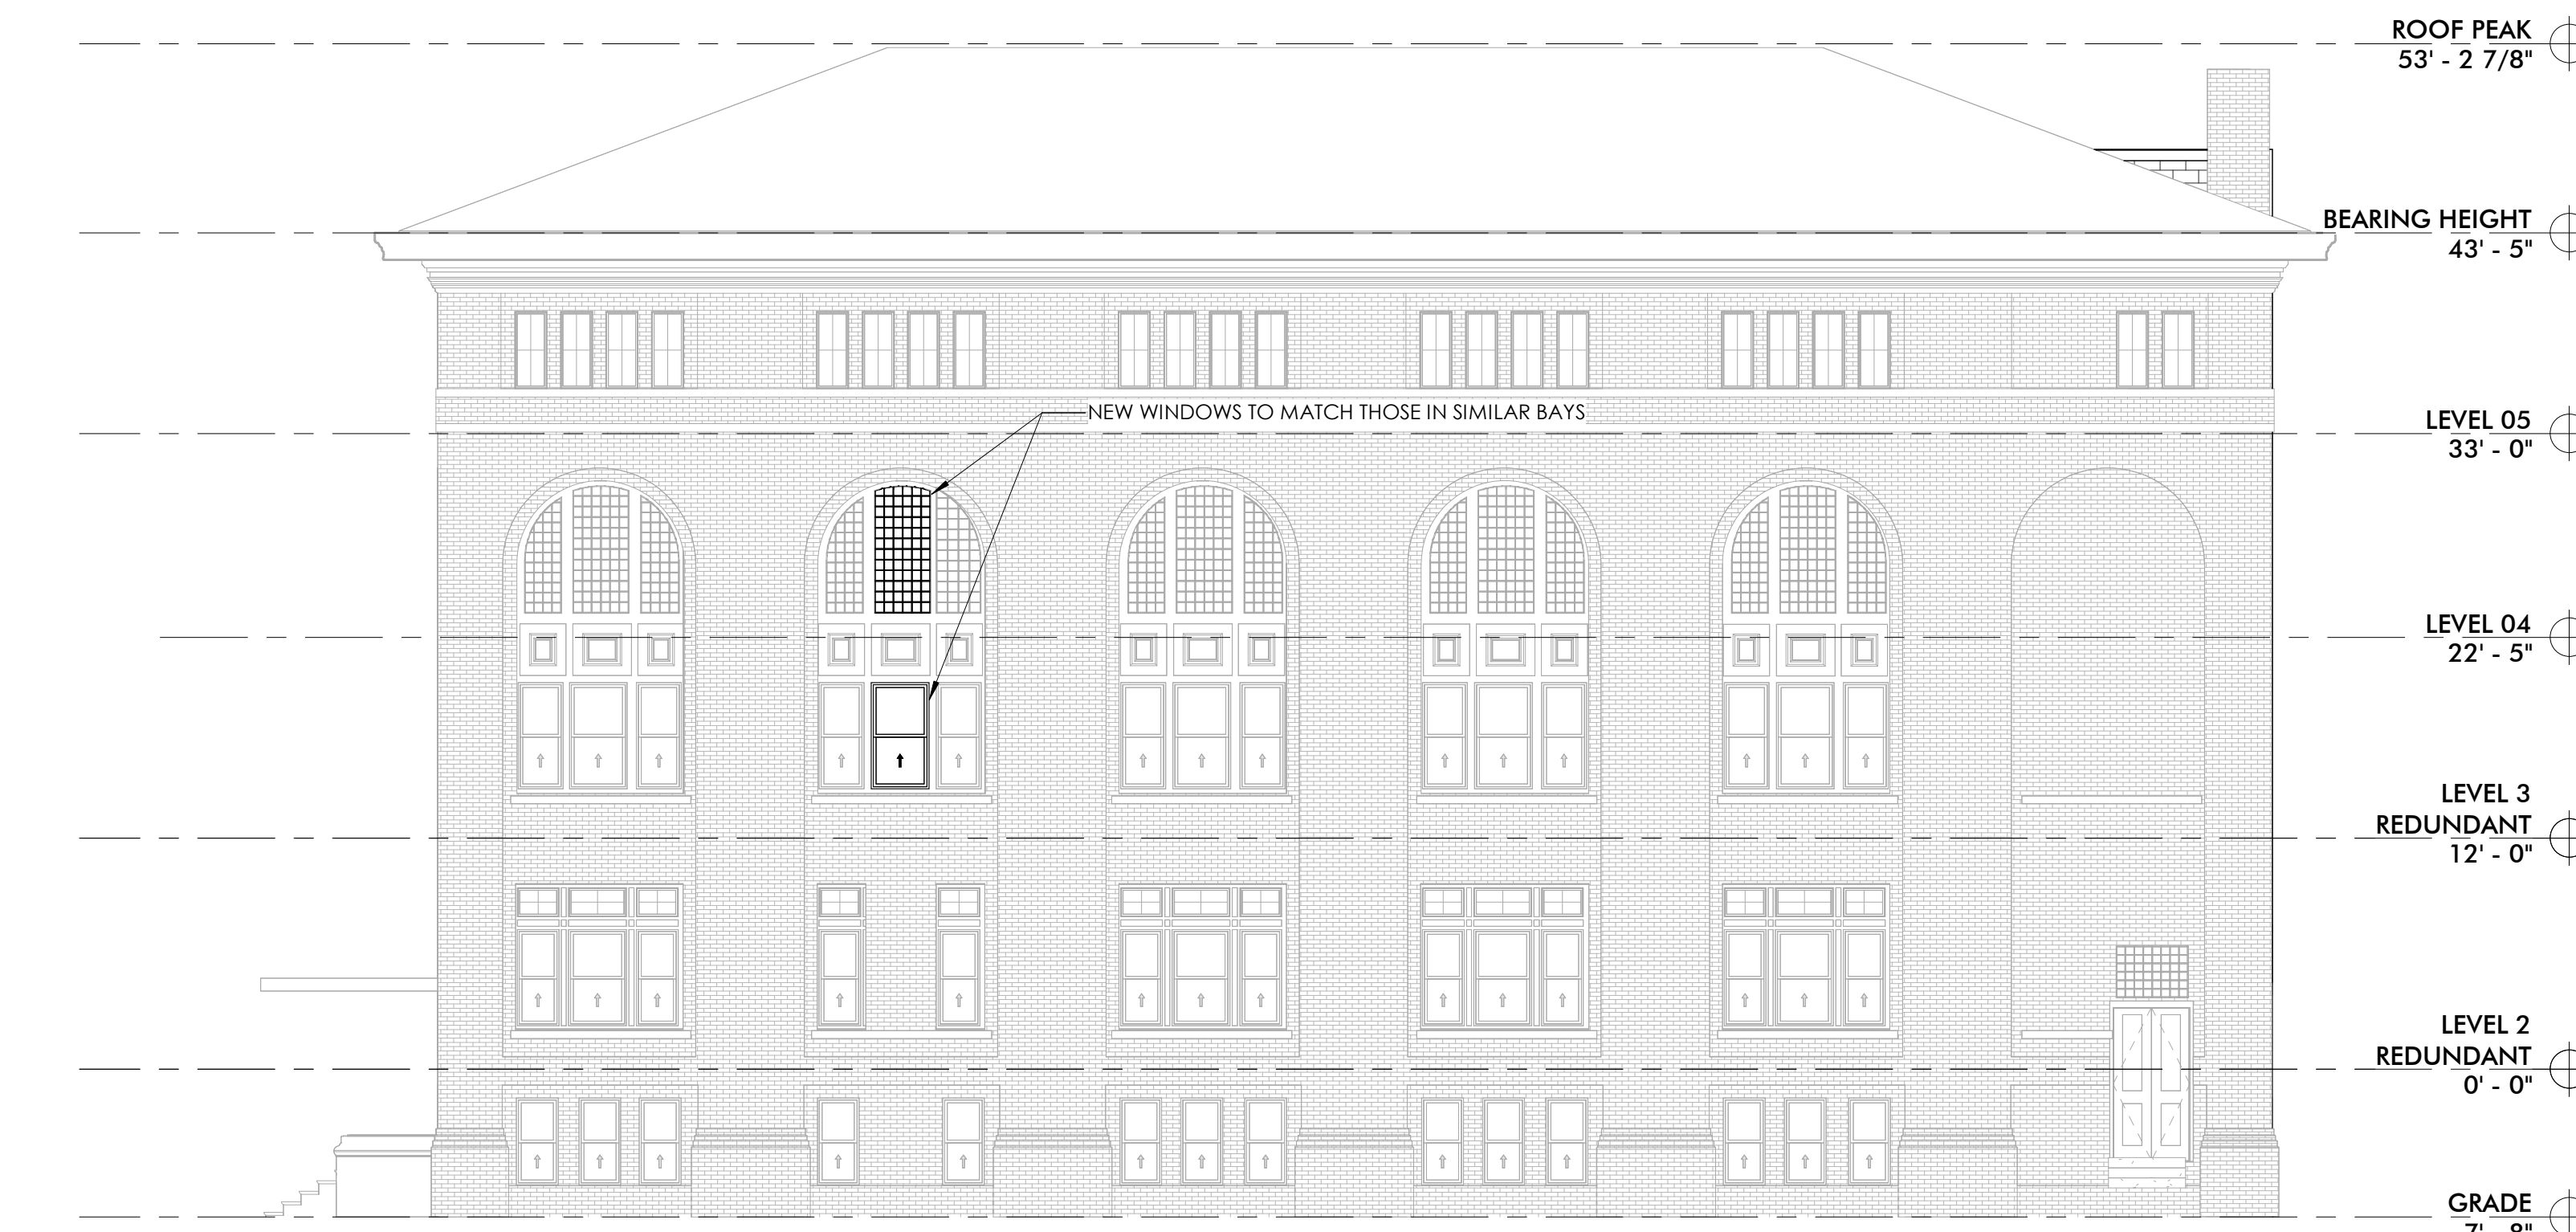 ROOF PEAK
53' - 2 7/8"
BEARING HEIGHT
43' - 5"
NEW WINDOWS TO MATCH THOSE IN SIMILAR BAYS
LEVEL 05
33' - 0"
LEVEL 04
22' - 5"
LEVEL 3
REDUNDANT
12' - 0"
LEVEL 2
REDUNDANT
0' - 0"
GRADE